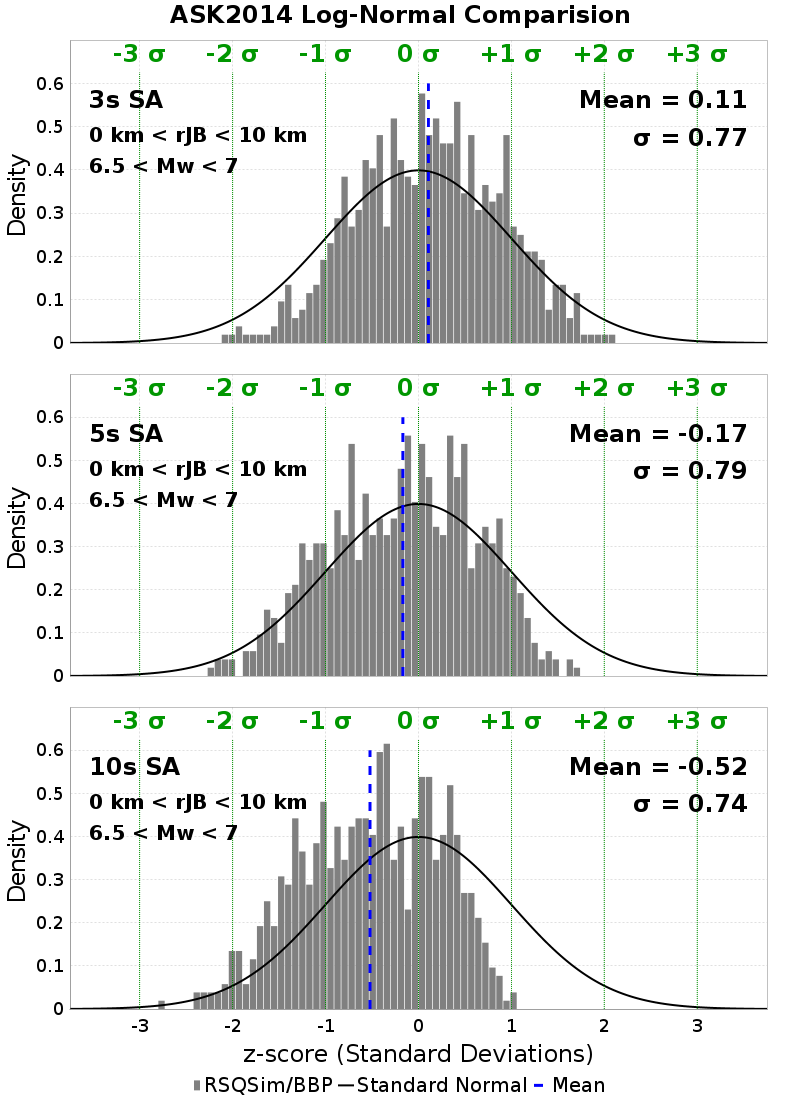 ASK2014 Log-Normal Comparision
-3 σ -2 σ -1 σ 0 σ +1 σ +2 σ +3 σ
0.6
3s SA Mean = 0.11
0.5
0 km < rJB < 10 km σ = 0.77
6.5 < Mw < 7
0.4
0.3
0.2
0.1
0
Density
-3 σ -2 σ -1 σ 0 σ +1 σ +2 σ +3 σ
0.6
5s SA Mean = -0.17
0.5
0 km < rJB < 10 km σ = 0.79
6.5 < Mw < 7
0.4
0.3
0.2
0.1
0
Density
-3 σ -2 σ -1 σ 0 σ +1 σ +2 σ +3 σ
0.6
10s SA Mean = -0.52
0.5
0 km < rJB < 10 km σ = 0.74
6.5 < Mw < 7
0.4
0.3
0.2
0.1
0
Density
-3 -2 -1 0 1 2 3
z-score (Standard Deviations)
RSQSim/BBP Standard Normal Mean